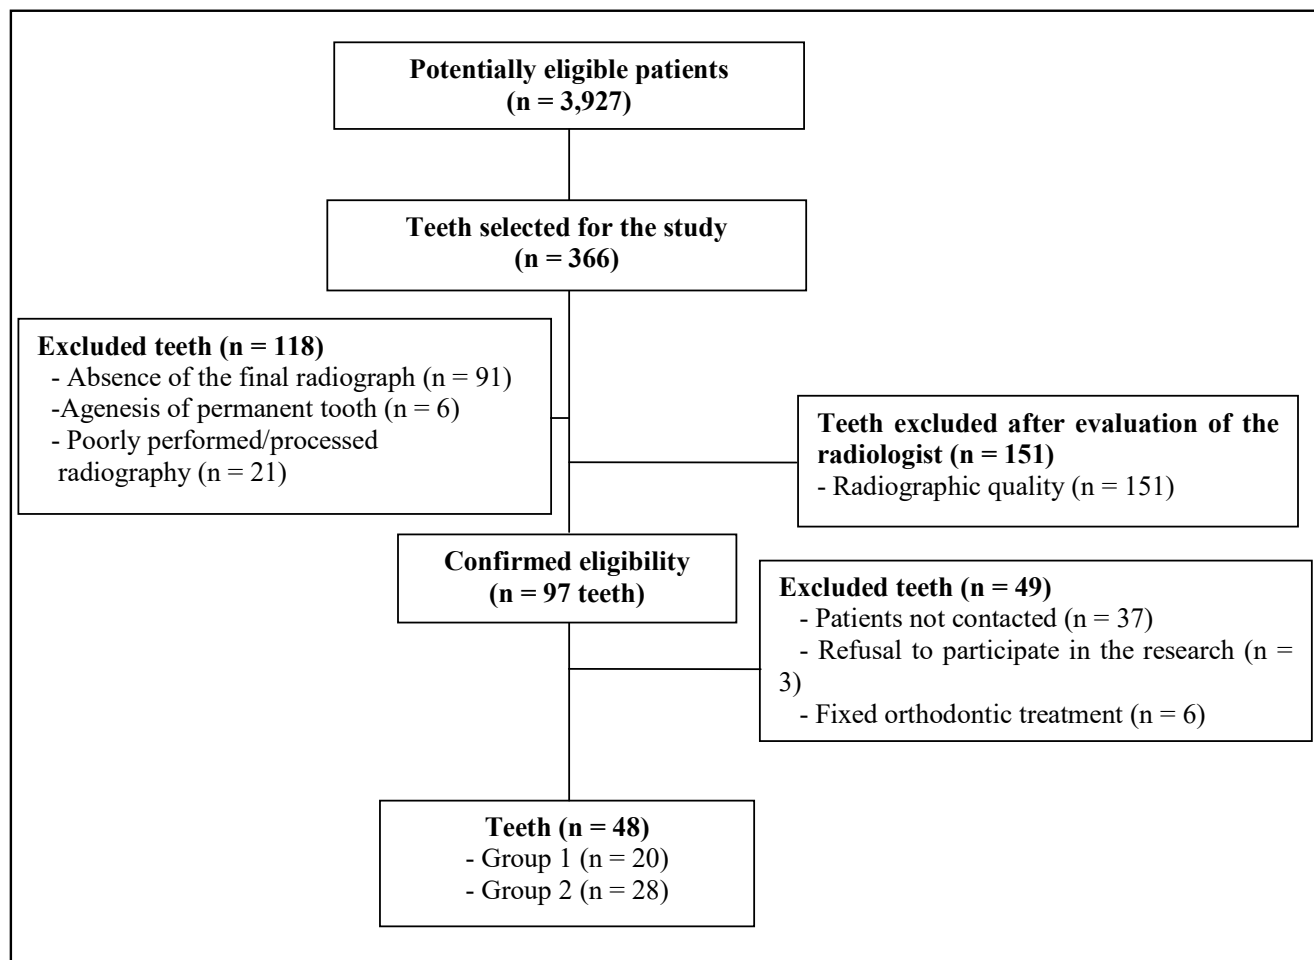 Potentially eligible patients
(n = 3,927)
Teeth selected for the study
(n = 366)
Excluded teeth (n = 118)
- Absence of the final radiograph (n = 91)
-Agenesis of permanent tooth (n = 6)
- Poorly performed/processed
radiography (n = 21)
Teeth excluded after evaluation of the
radiologist (n = 151)
- Radiographic quality (n = 151)
Confirmed eligibility
(n = 97 teeth)
Excluded teeth (n = 49)
- Patients not contacted (n = 37)
- Refusal to participate in the research (n =
3)
- Fixed orthodontic treatment (n = 6)
Teeth (n = 48)
- Group 1 (n = 20)
- Group 2 (n = 28)